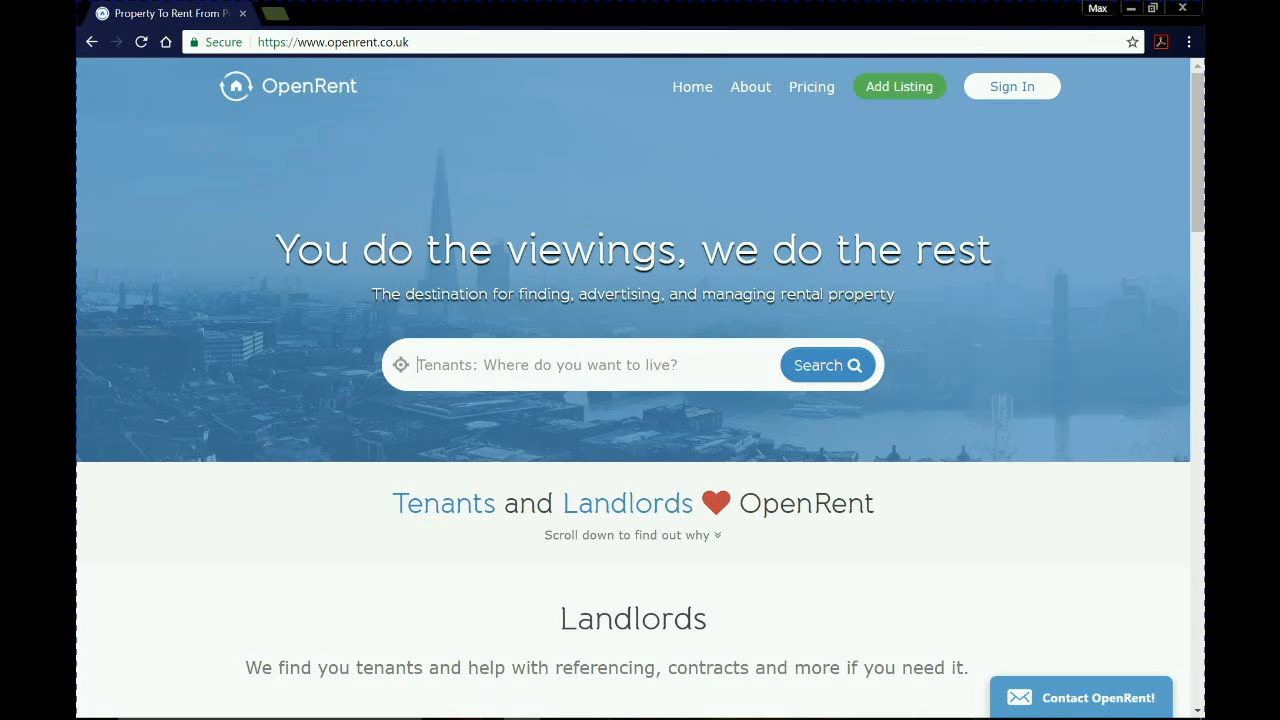 Property To Rent From P
Max
Secure
https://www.openrent.co.uk
OpenRent
Home
About
Pricing
Add Listing
Sign In
You do the viewings, we do the rest
The destination for finding, advertising, and managing rental property
Tenants: Where do you want to live?
Search
Tenants and Landlords OpenRent
Scroll down to find out why
Landlords
We find you tenants and help with referencing, contracts and more if you need it.
Contact OpenRent!